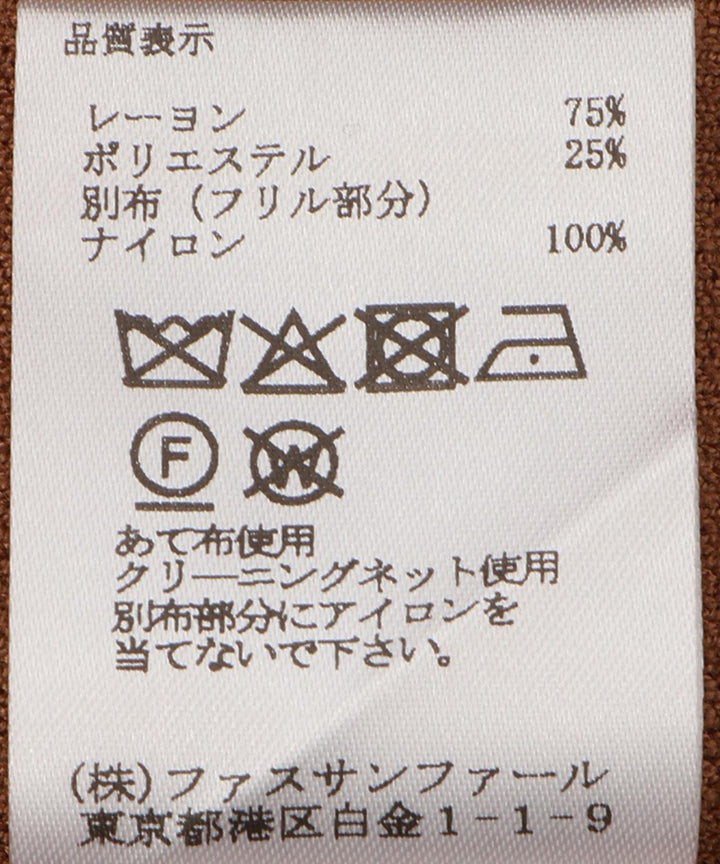 品質表示
レーヨン 75%
ポリエステル 25%
別布（フリル部分）
ナイロン 100%
F W
あて布使用
クリーニングネット使用
別布部分にアイロンを
当てないで下さい。
(株)ファスサンファール
東京都港区白金1-1-9